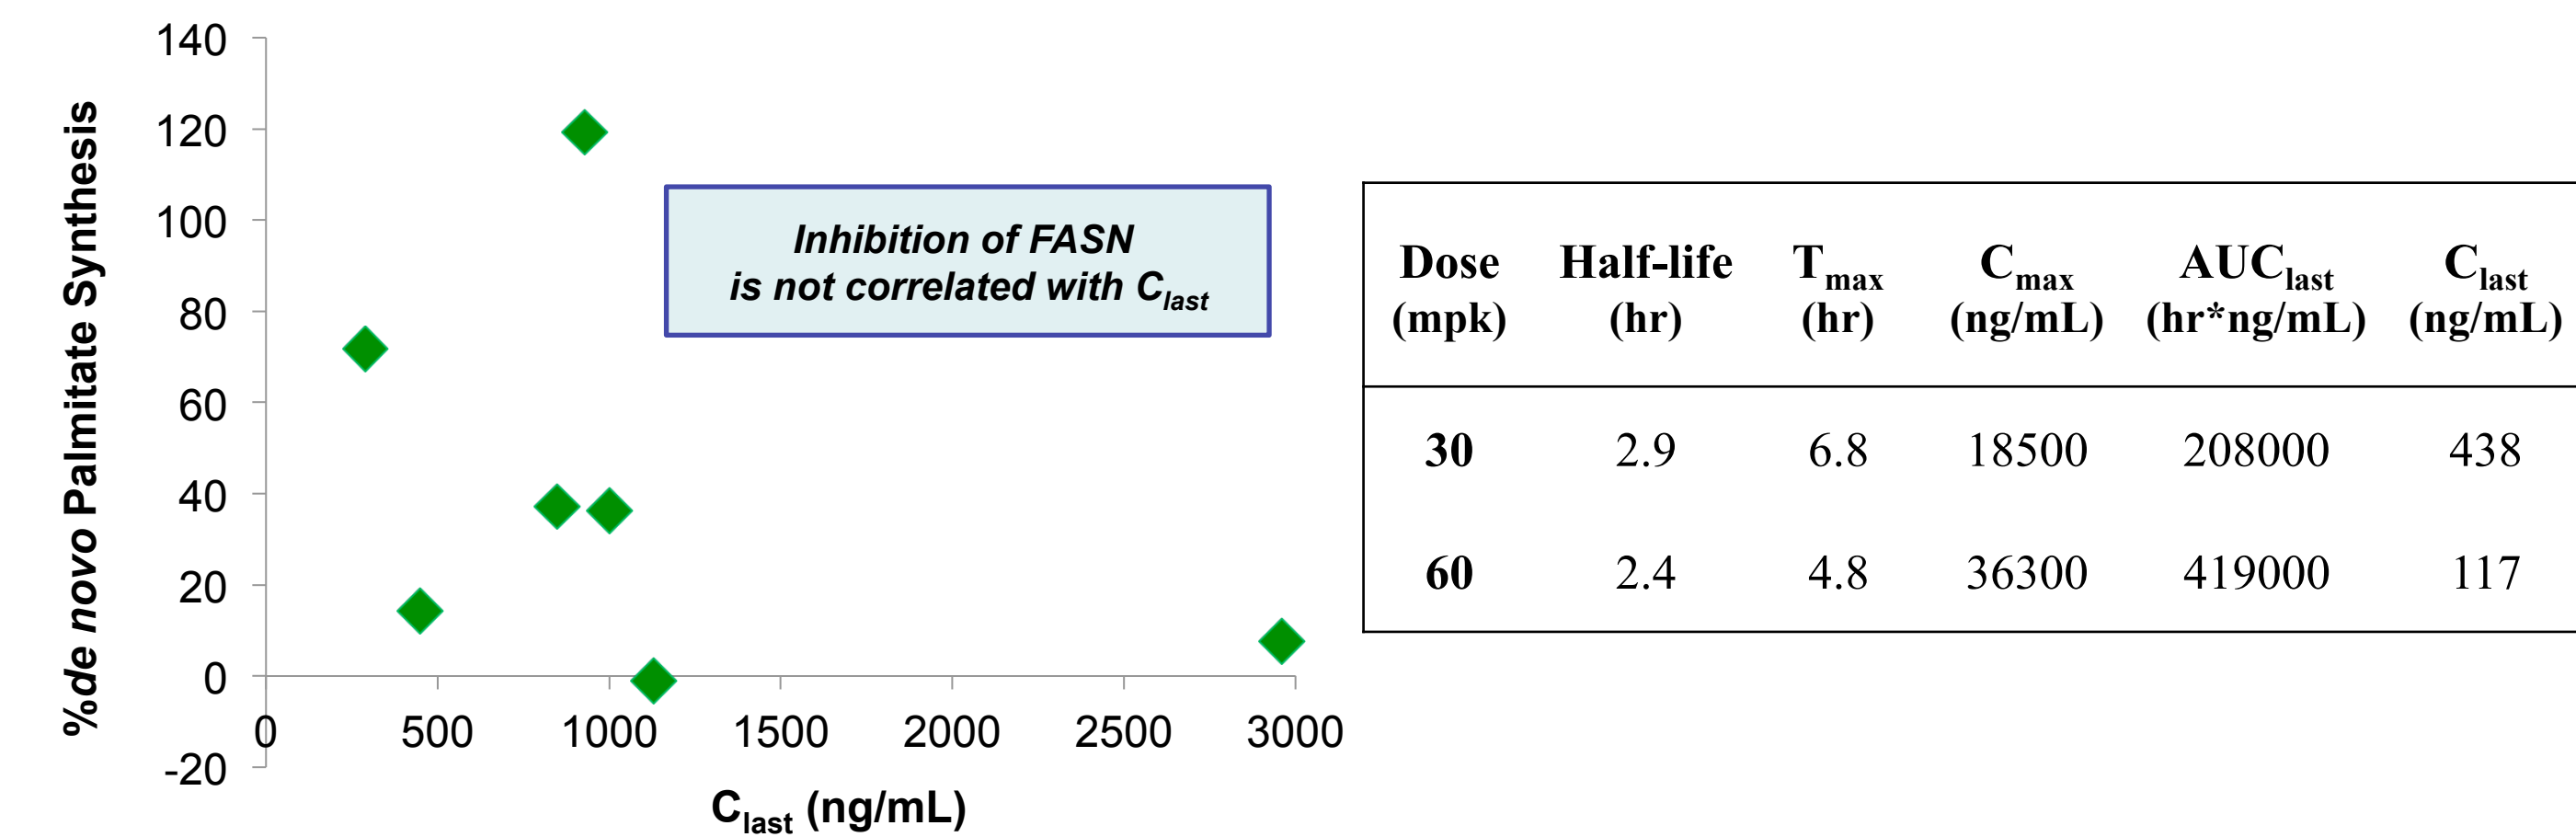 140
120
100
80
60
40
20
0
-20
%de novo Palmitate Synthesis
0 500 1000 1500 2000 2500 3000
Clast (ng/mL)
Inhibition of FASN
is not correlated with Clast
Dose Half-life Tmax Cmax AUClast Clast
(mpk) (hr) (hr) (ng/mL) (hr*ng/mL) (ng/mL)
30 2.9 6.8 18500 208000 438
60 2.4 4.8 36300 419000 117